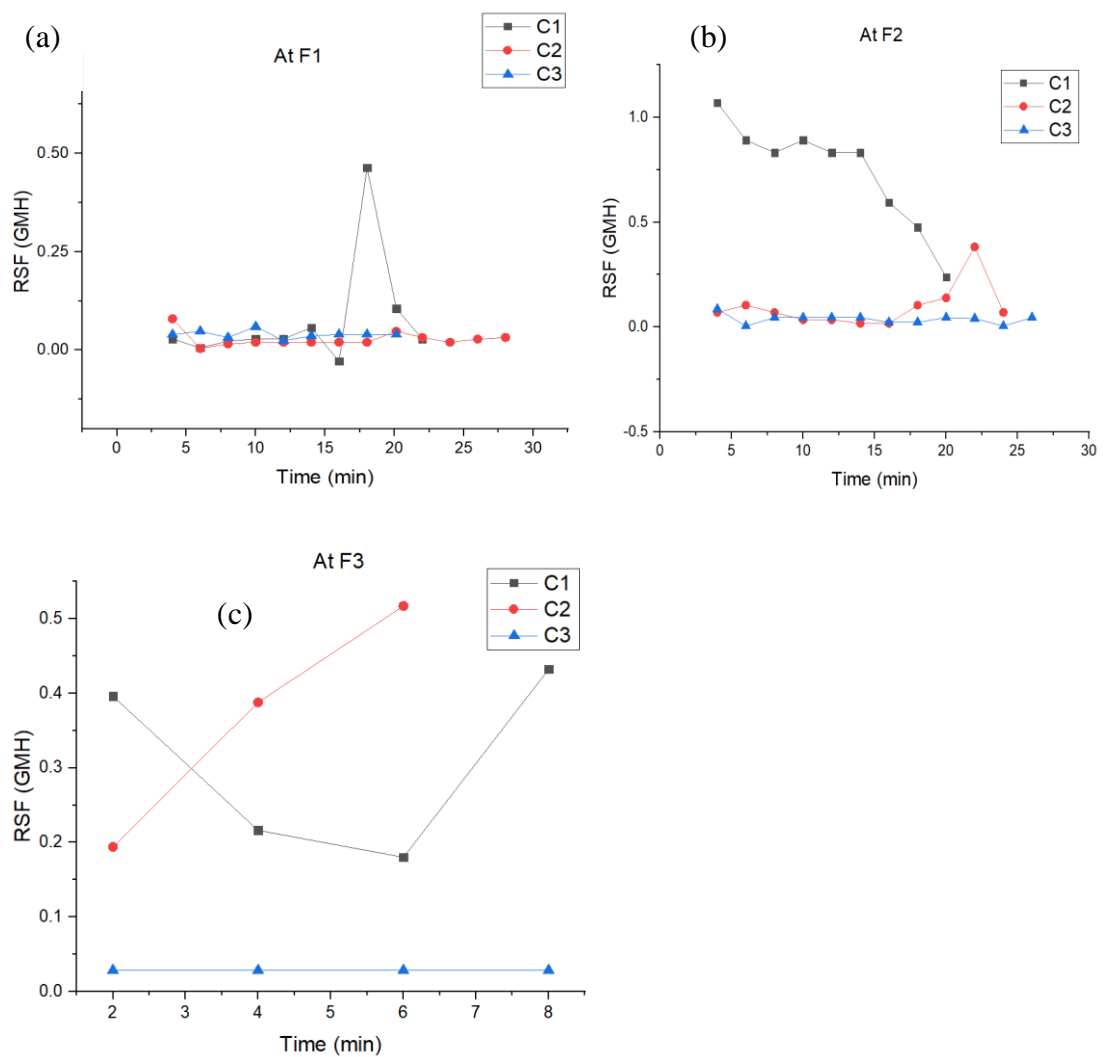 (a)
At F1
C1
C2
C3
RSF (GMH)
0.50
0.25
0.00
0 5 10 15 20 25 30
Time (min)
(b)
At F2
C1
C2
C3
RSF (GMH)
1.0
0.5
0.0
-0.5
0 5 10 15 20 25 30
Time (min)
At F3
(c)
C1
C2
C3
RSF (GMH)
0.5
0.4
0.3
0.2
0.1
0.0
2 3 4 5 6 7 8
Time (min)